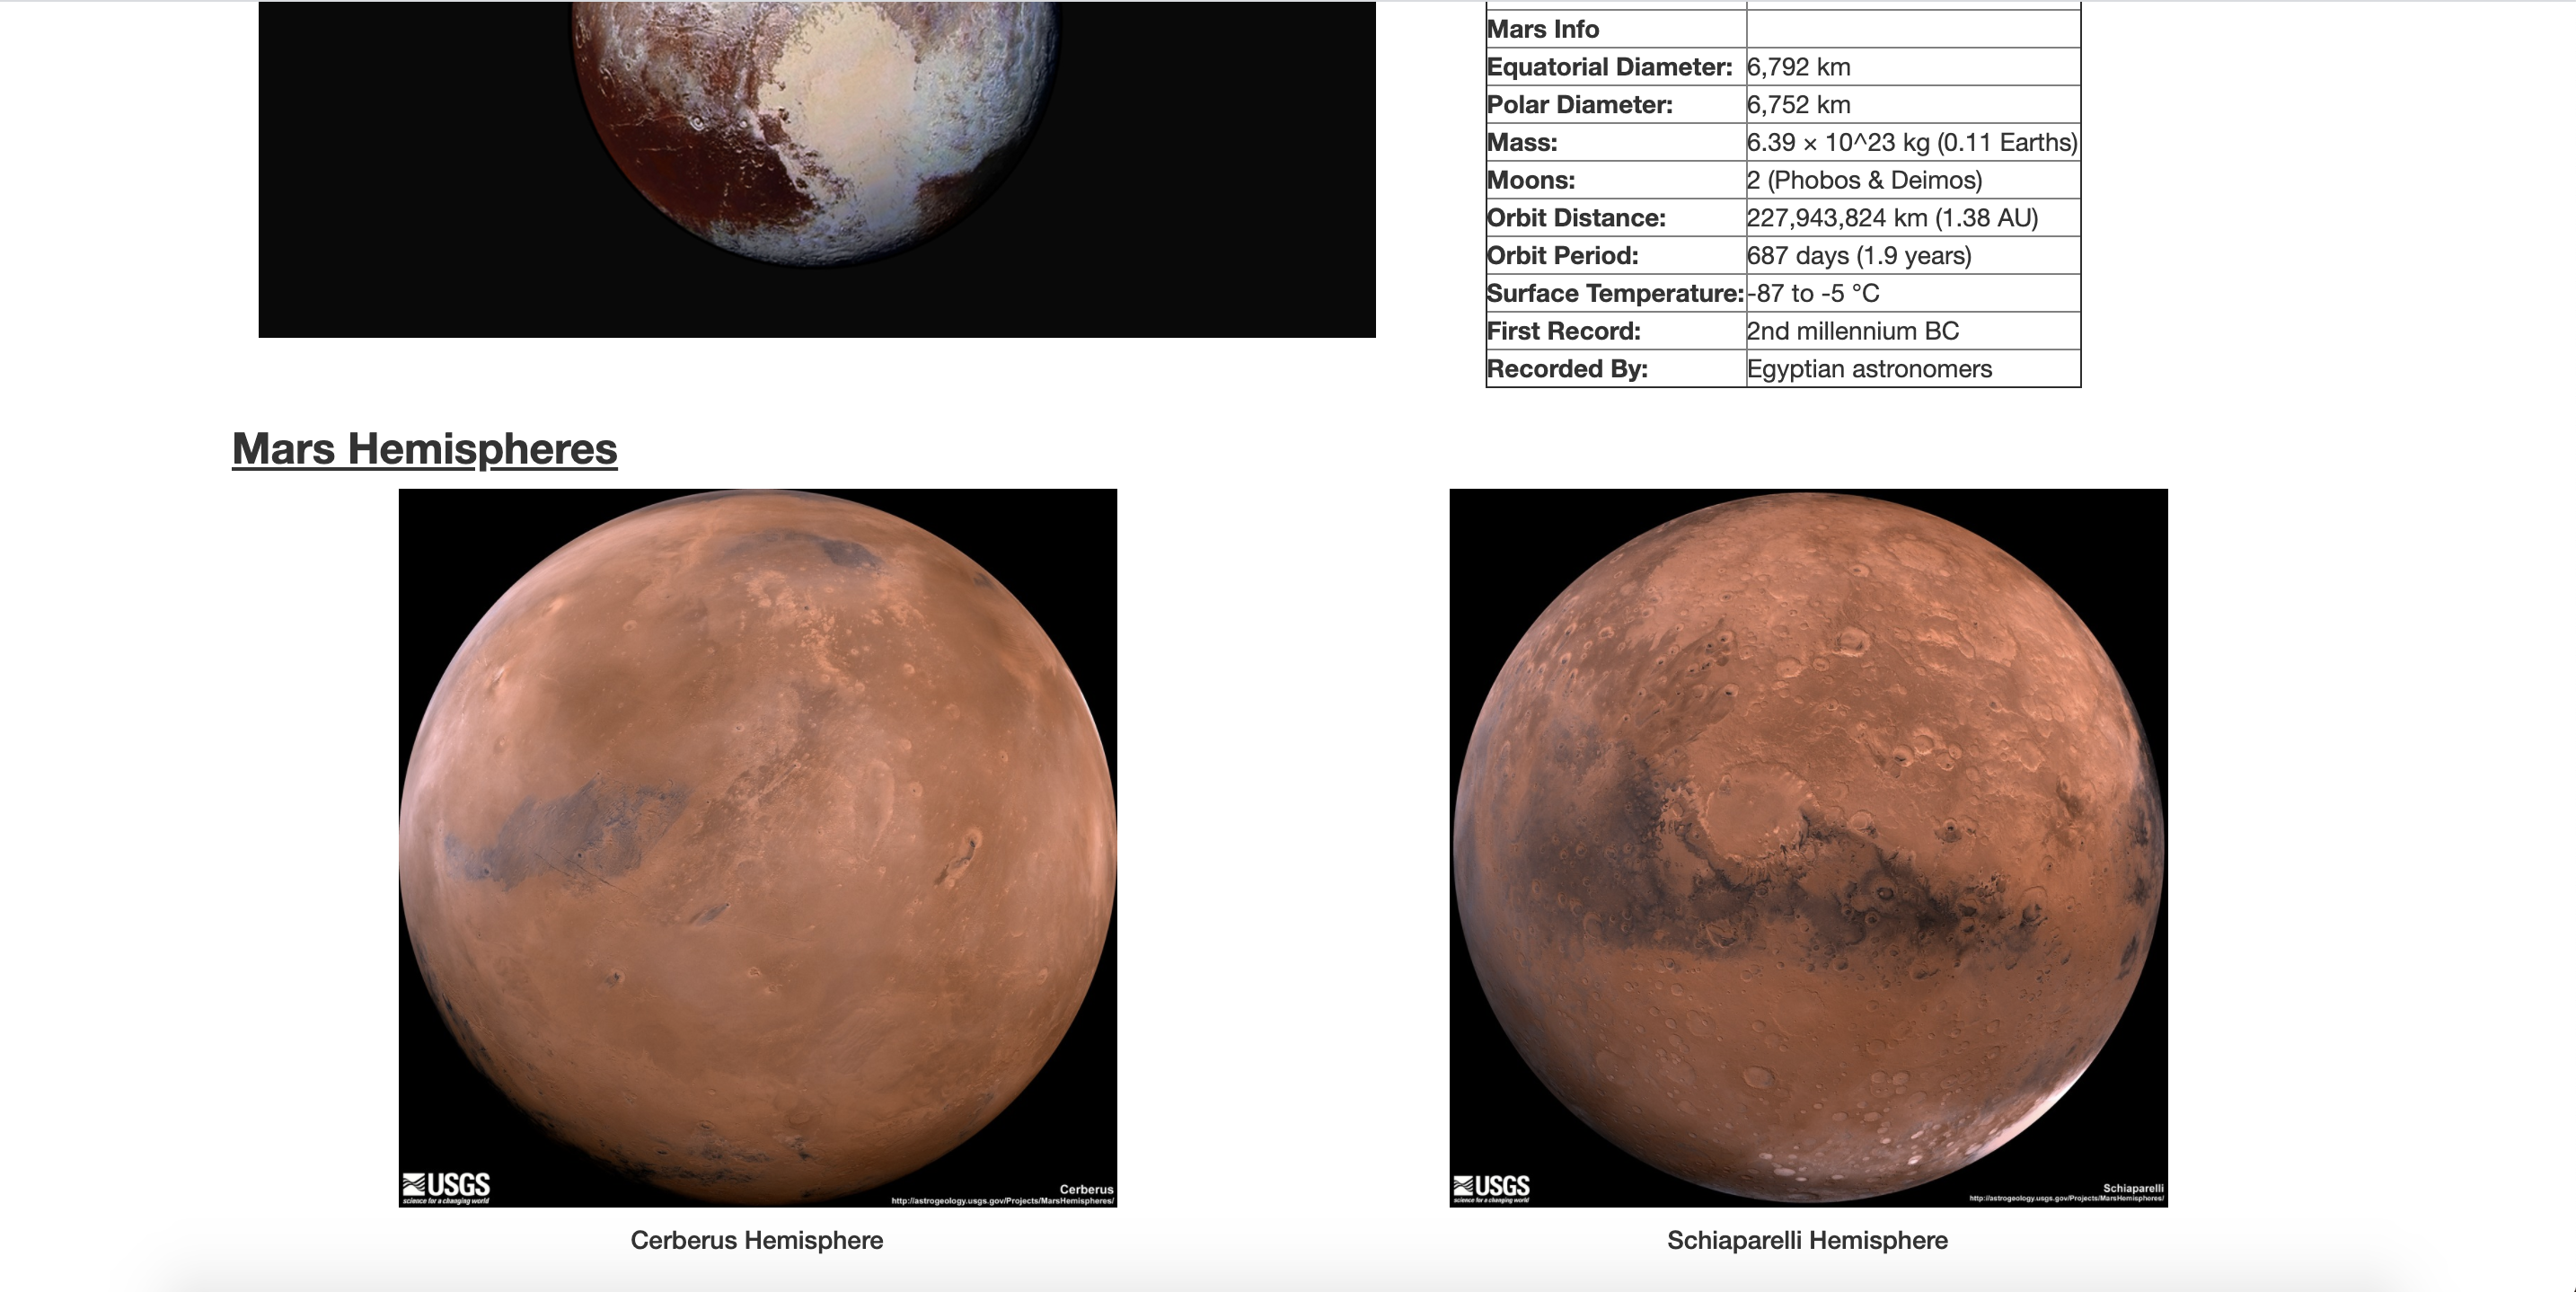 Mars Info
Equatorial Diameter: 6,792 km
Polar Diameter: 6,752 km
Mass: 6.39 × 10^23 kg (0.11 Earths)
Moons: 2 (Phobos & Deimos)
Orbit Distance: 227,943,824 km (1.38 AU)
Orbit Period: 687 days (1.9 years)
Surface Temperature: -87 to -5 °C
First Record: 2nd millennium BC
Recorded By: Egyptian astronomers
Mars Hemispheres
USGS
science for a changing world
Cerberus
http://astrogeology.usgs.gov/Projects/MarsHemispheres/
Cerberus Hemisphere
USGS
science for a changing world
Schiaparelli
http://astrogeology.usgs.gov/Projects/MarsHemispheres/
Schiaparelli Hemisphere